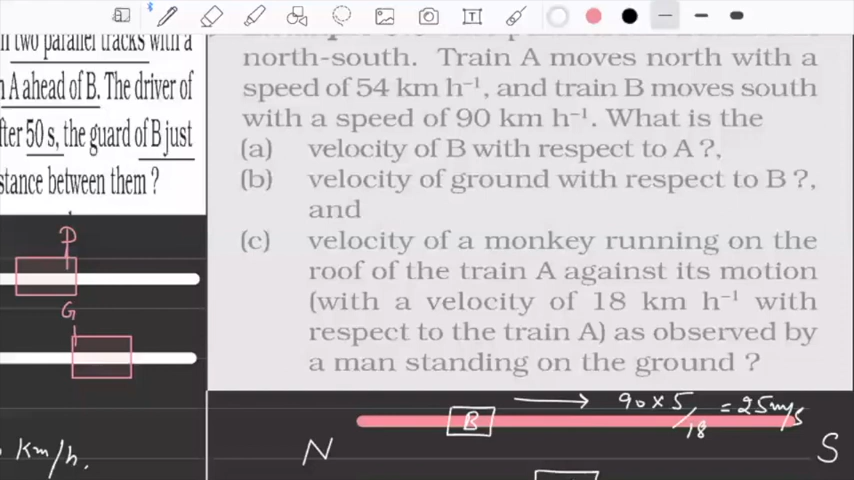 n two parallel tracks with a
A ahead of B. The driver of
fter 50 s, the guard of B just
stance between them ?
D
G
km/h.
north-south. Train A moves north with a
speed of 54 km h⁻¹, and train B moves south
with a speed of 90 km h⁻¹. What is the
(a) velocity of B with respect to A ?,
(b) velocity of ground with respect to B ?,
and
(c) velocity of a monkey running on the
roof of the train A against its motion
(with a velocity of 18 km h⁻¹ with
respect to the train A) as observed by
a man standing on the ground ?
B 90 × 5/18 = 25 m/s
N S